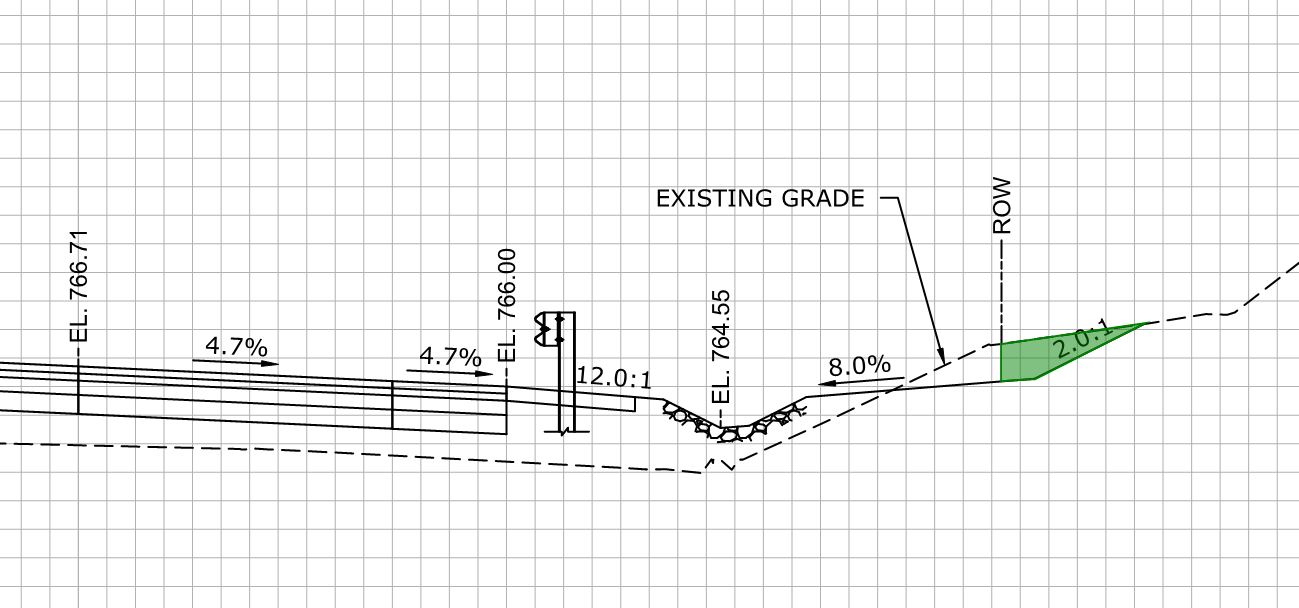 EXISTING GRADE
ROW
EL. 766.71
EL. 766.00
EL. 764.55
4.7%
4.7%
12.0:1
8.0%
2.0:1